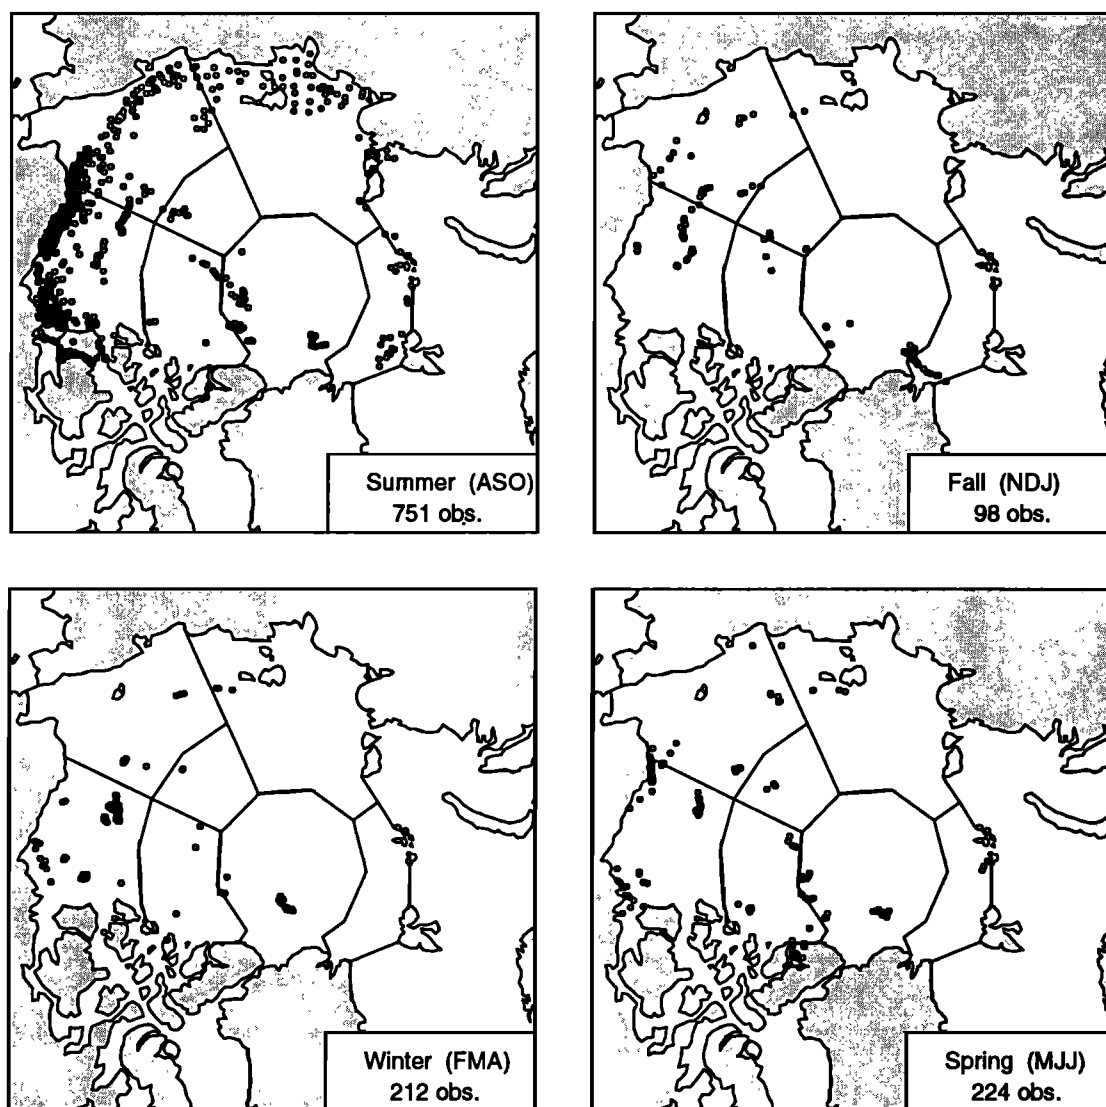 Summer (ASO)
751 obs.
Fall (NDJ)
98 obs.
Winter (FMA)
212 obs.
Spring (MJJ)
224 obs.